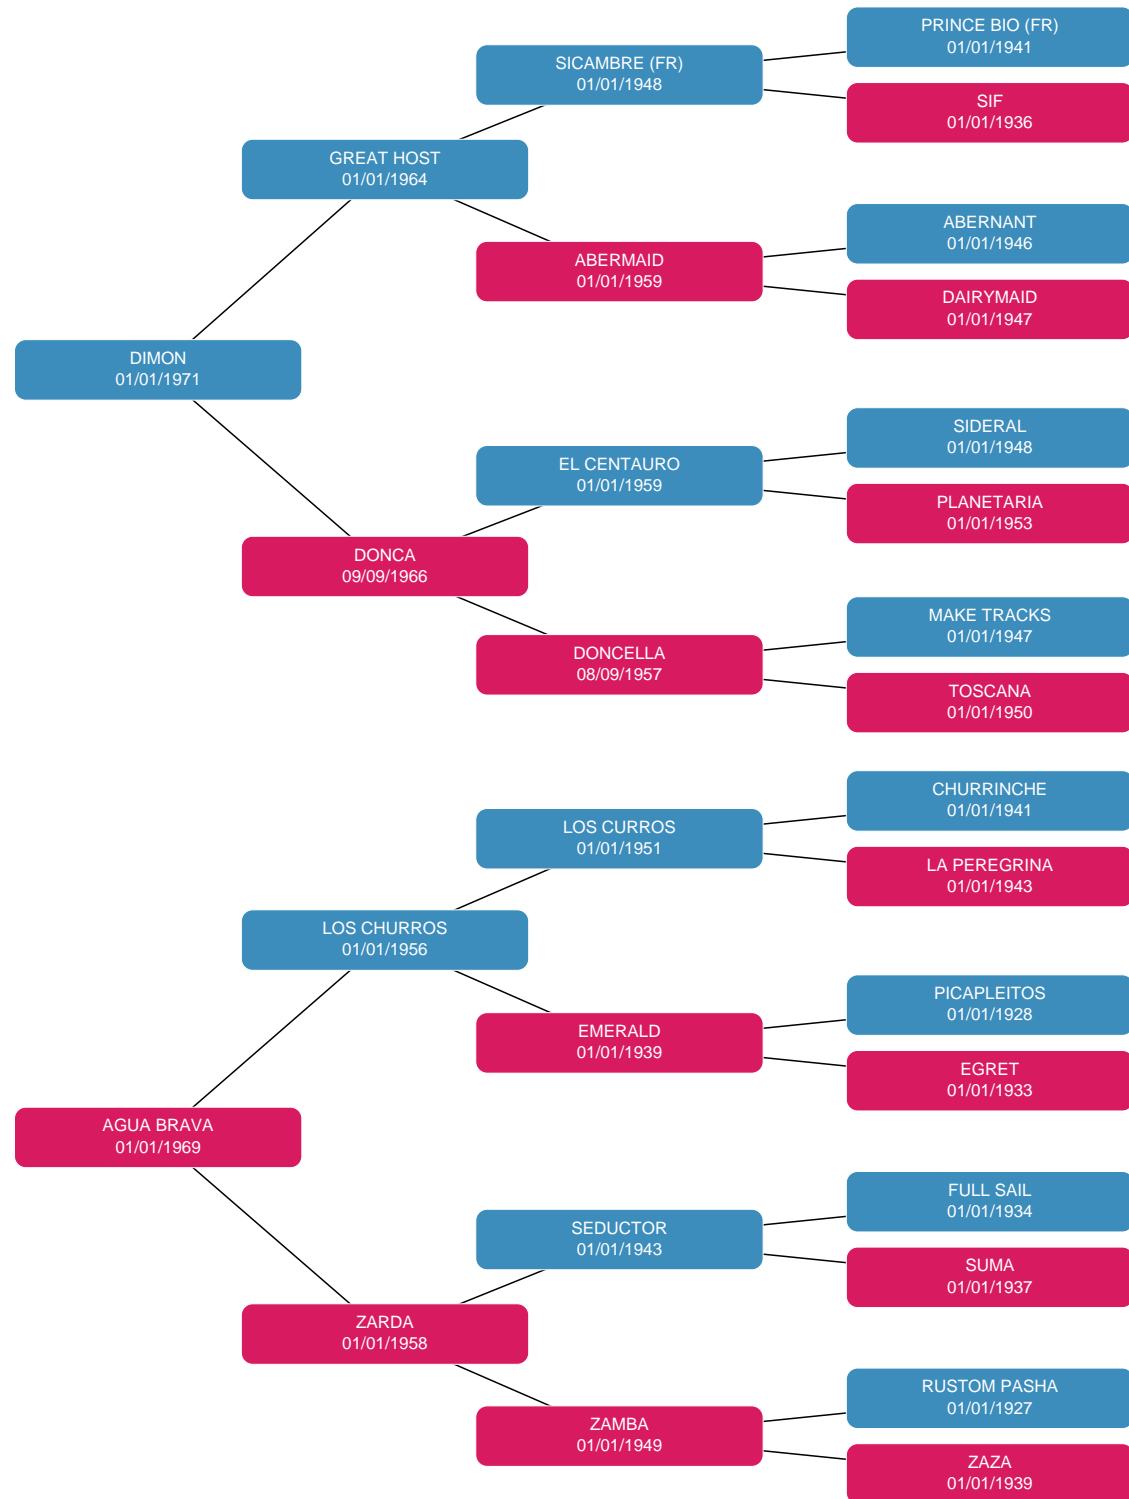 PRINCE BIO (FR)
01/01/1941
SICAMBRE (FR)
01/01/1948
SIF
01/01/1936
GREAT HOST
01/01/1964
ABERNANT
01/01/1946
ABERMAID
01/01/1959
DAIRYMAID
01/01/1947
DIMON
01/01/1971
SIDERAL
01/01/1948
EL CENTAURO
01/01/1959
PLANETARIA
01/01/1953
DONCA
09/09/1966
MAKE TRACKS
01/01/1947
DONCELLA
08/09/1957
TOSCANA
01/01/1950
CHURRINCHE
01/01/1941
LOS CURROS
01/01/1951
LA PEREGRINA
01/01/1943
LOS CHURROS
01/01/1956
PICAPLEITOS
01/01/1928
EMERALD
01/01/1939
EGRET
01/01/1933
AGUA BRAVA
01/01/1969
FULL SAIL
01/01/1934
SEDUCTOR
01/01/1943
SUMA
01/01/1937
ZARDA
01/01/1958
RUSTOM PASHA
01/01/1927
ZAMBA
01/01/1949
ZAZA
01/01/1939